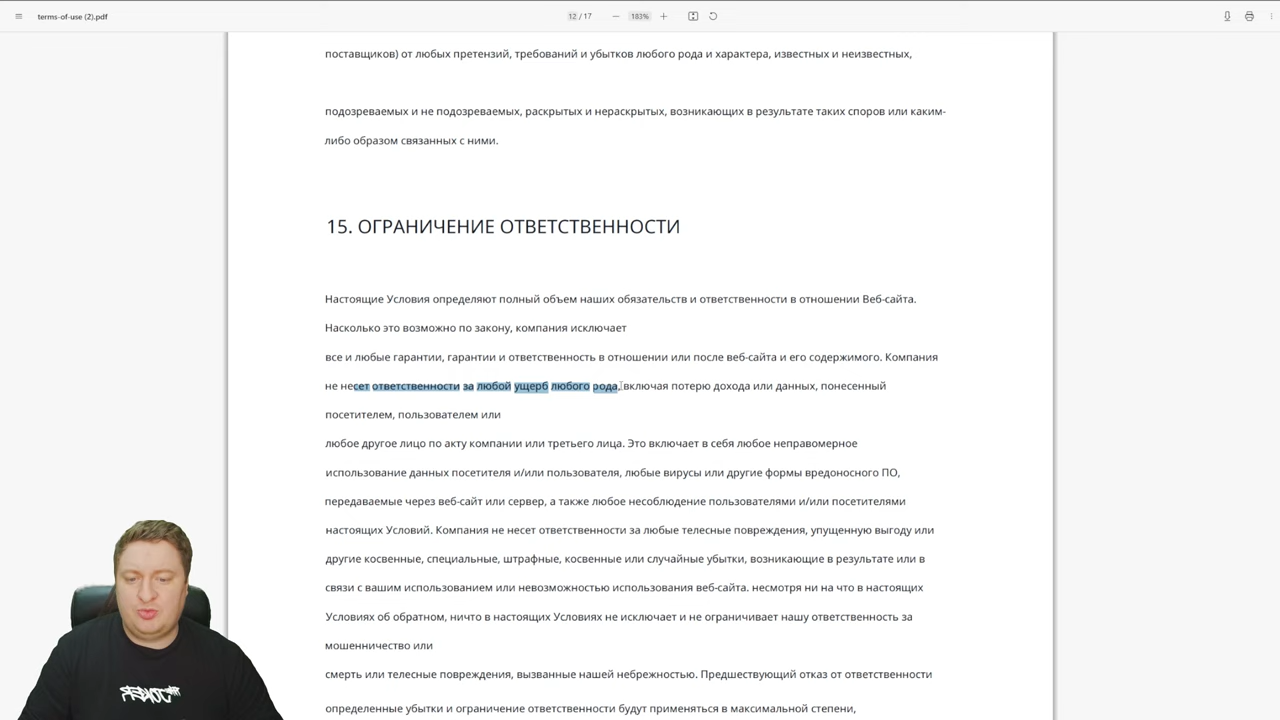 terms-of-use (2).pdf
12 / 17
183%
поставщиков) от любых претензий, требований и убытков любого рода и характера, известных и неизвестных,
подозреваемых и не подозреваемых, раскрытых и нераскрытых, возникающих в результате таких споров или каким-
либо образом связанных с ними.
15. ОГРАНИЧЕНИЕ ОТВЕТСТВЕННОСТИ
Настоящие Условия определяют полный объем наших обязательств и ответственности в отношении Веб-сайта.
Насколько это возможно по закону, компания исключает
все и любые гарантии, гарантии и ответственность в отношении или после веб-сайта и его содержимого. Компания
не несет ответственности за любой ущерб любого рода, включая потерю дохода или данных, понесенный
посетителем, пользователем или
любое другое лицо по акту компании или третьего лица. Это включает в себя любое неправомерное
использование данных посетителя и/или пользователя, любые вирусы или другие формы вредоносного ПО,
передаваемые через веб-сайт или сервер, а также любое несоблюдение пользователями и/или посетителями
настоящих Условий. Компания не несет ответственности за любые телесные повреждения, упущенную выгоду или
другие косвенные, специальные, штрафные, косвенные или случайные убытки, возникающие в результате или в
связи с вашим использованием или невозможностью использования веб-сайта. несмотря ни на что в настоящих
Условиях об обратном, ничто в настоящих Условиях не исключает и не ограничивает нашу ответственность за
мошенничество или
смерть или телесные повреждения, вызванные нашей небрежностью. Предшествующий отказ от ответственности
определенные убытки и ограничение ответственности будут применяться в максимальной степени,